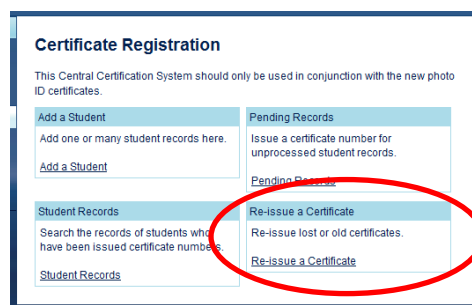 Certificate Registration
This Central Certification System should only be used in conjunction with the new photo
ID certificates.
Add a Student
Add one or many student records here.
Add a Student
Pending Records
Issue a certificate number for
unprocessed student records.
Pending Records
Student Records
Search the records of students who
have been issued certificate numbers.
Student Records
Re-issue a Certificate
Re-issue lost or old certificates.
Re-issue a Certificate